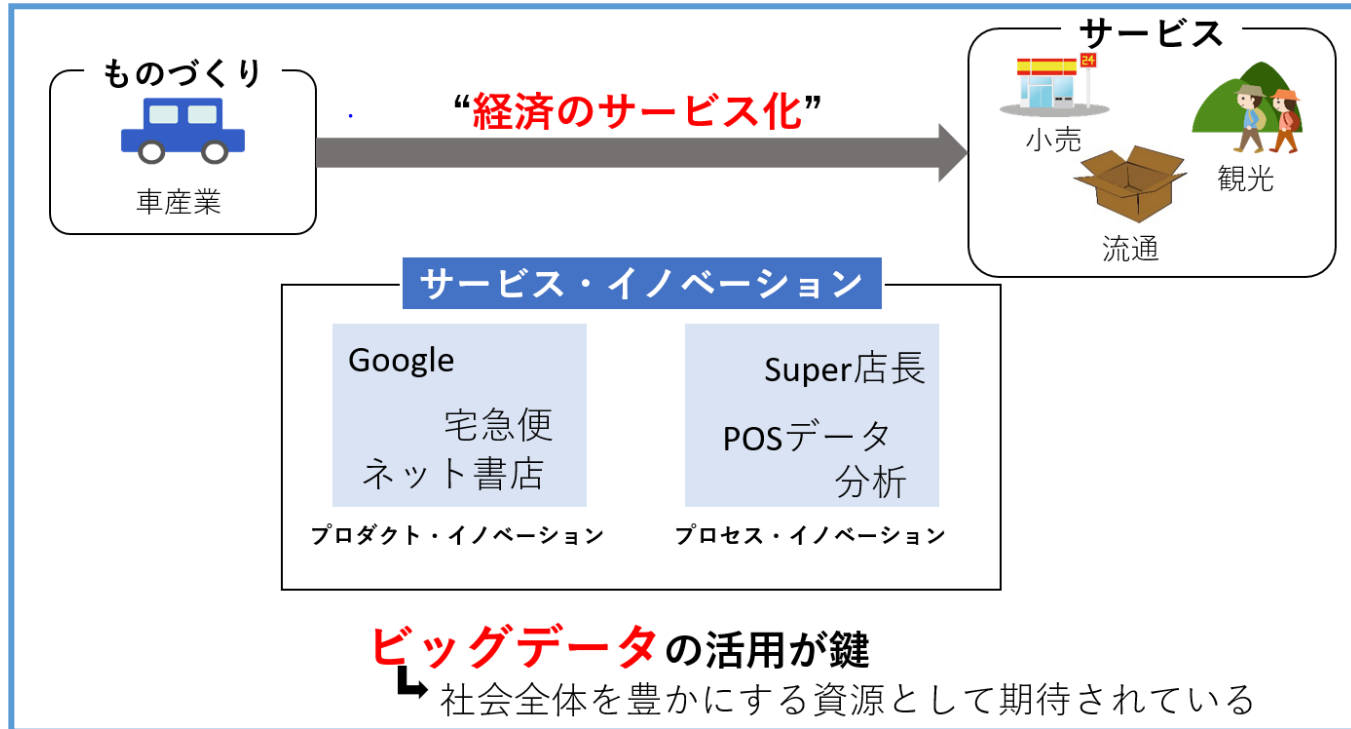 ものづくり
車産業
“経済のサービス化”
サービス
24
小売
観光
流通
サービス・イノベーション
Google
宅急便
ネット書店
プロダクト・イノベーション
Super店長
POSデータ
分析
プロセス・イノベーション
ビッグデータの活用が鍵
社会全体を豊かにする資源として期待されている